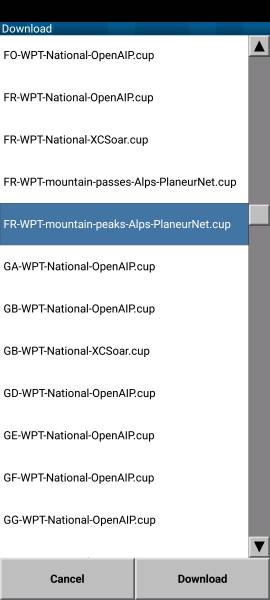 Download
FO-WPT-National-OpenAIP.cup
FR-WPT-National-OpenAIP.cup
FR-WPT-National-XCSoar.cup
FR-WPT-mountain-passes-Alps-PlaneurNet.cup
FR-WPT-mountain-peaks-Alps-PlaneurNet.cup
GA-WPT-National-OpenAIP.cup
GB-WPT-National-OpenAIP.cup
GB-WPT-National-XCSoar.cup
GD-WPT-National-OpenAIP.cup
GE-WPT-National-OpenAIP.cup
GF-WPT-National-OpenAIP.cup
GG-WPT-National-OpenAIP.cup
Cancel
Download